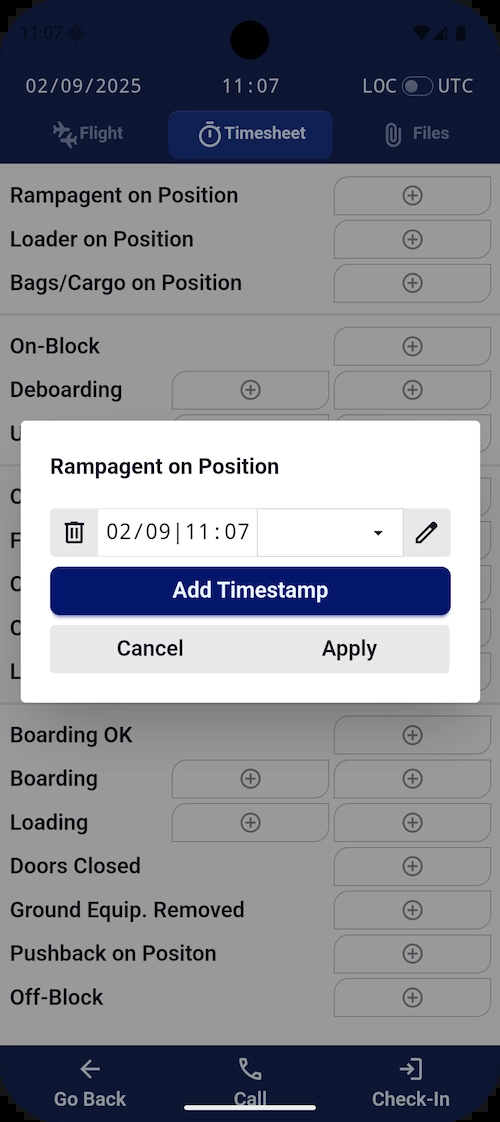 11:07
02/09/2025 11:07 LOC UTC
Flight Timesheet Files
Rampagent on Position
Loader on Position
Bags/Cargo on Position
On-Block
Deboarding
Rampagent on Position
02/09|11:07
Add Timestamp
Cancel Apply
Boarding OK
Boarding
Loading
Doors Closed
Ground Equip. Removed
Pushback on Positon
Off-Block
Go Back Call Check-In